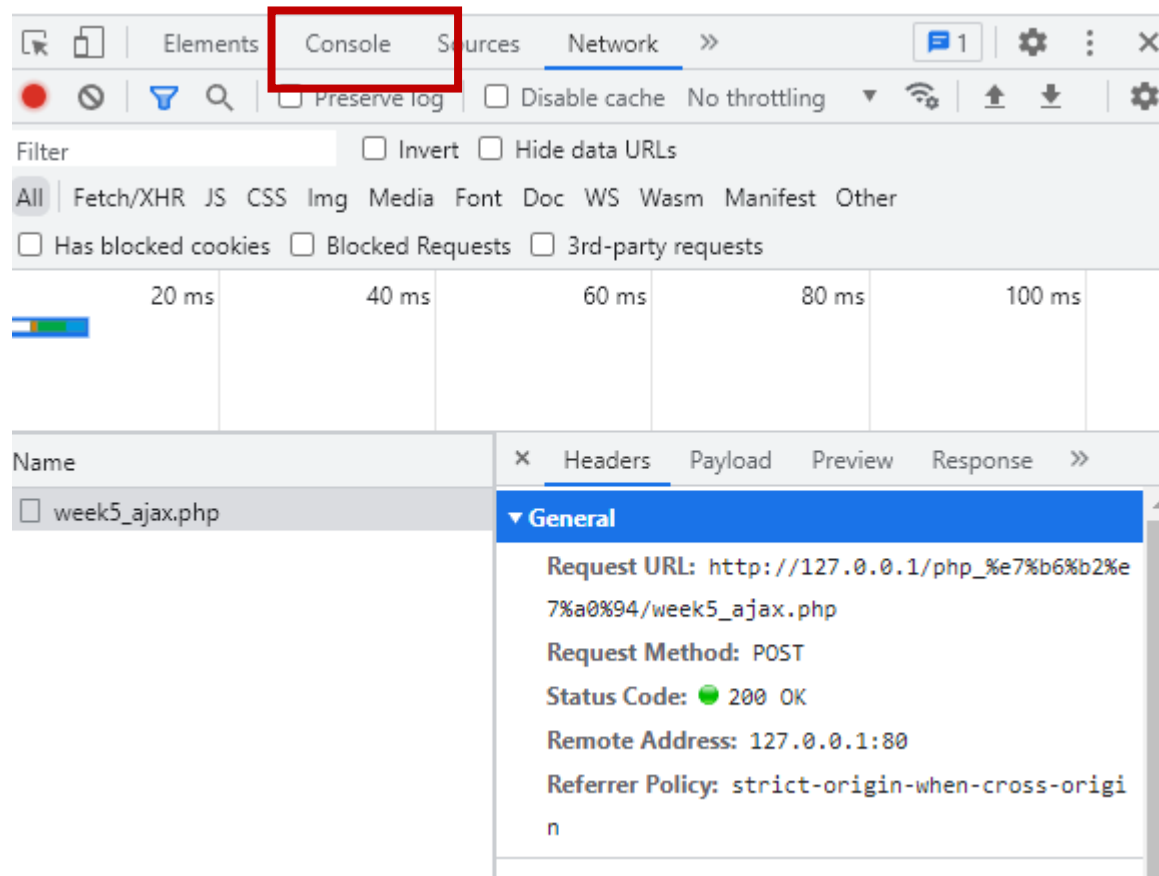 Elements Console Sources Network » 1
Preserve log Disable cache No throttling
Filter Invert Hide data URLs
All Fetch/XHR JS CSS Img Media Font Doc WS Wasm Manifest Other
Has blocked cookies Blocked Requests 3rd-party requests
20 ms 40 ms 60 ms 80 ms 100 ms
Name
week5_ajax.php
× Headers Payload Preview Response »
General
Request URL: http://127.0.0.1/php_%e7%b6%b2%e
7%a0%94/week5_ajax.php
Request Method: POST
Status Code: 200 OK
Remote Address: 127.0.0.1:80
Referrer Policy: strict-origin-when-cross-origi
n